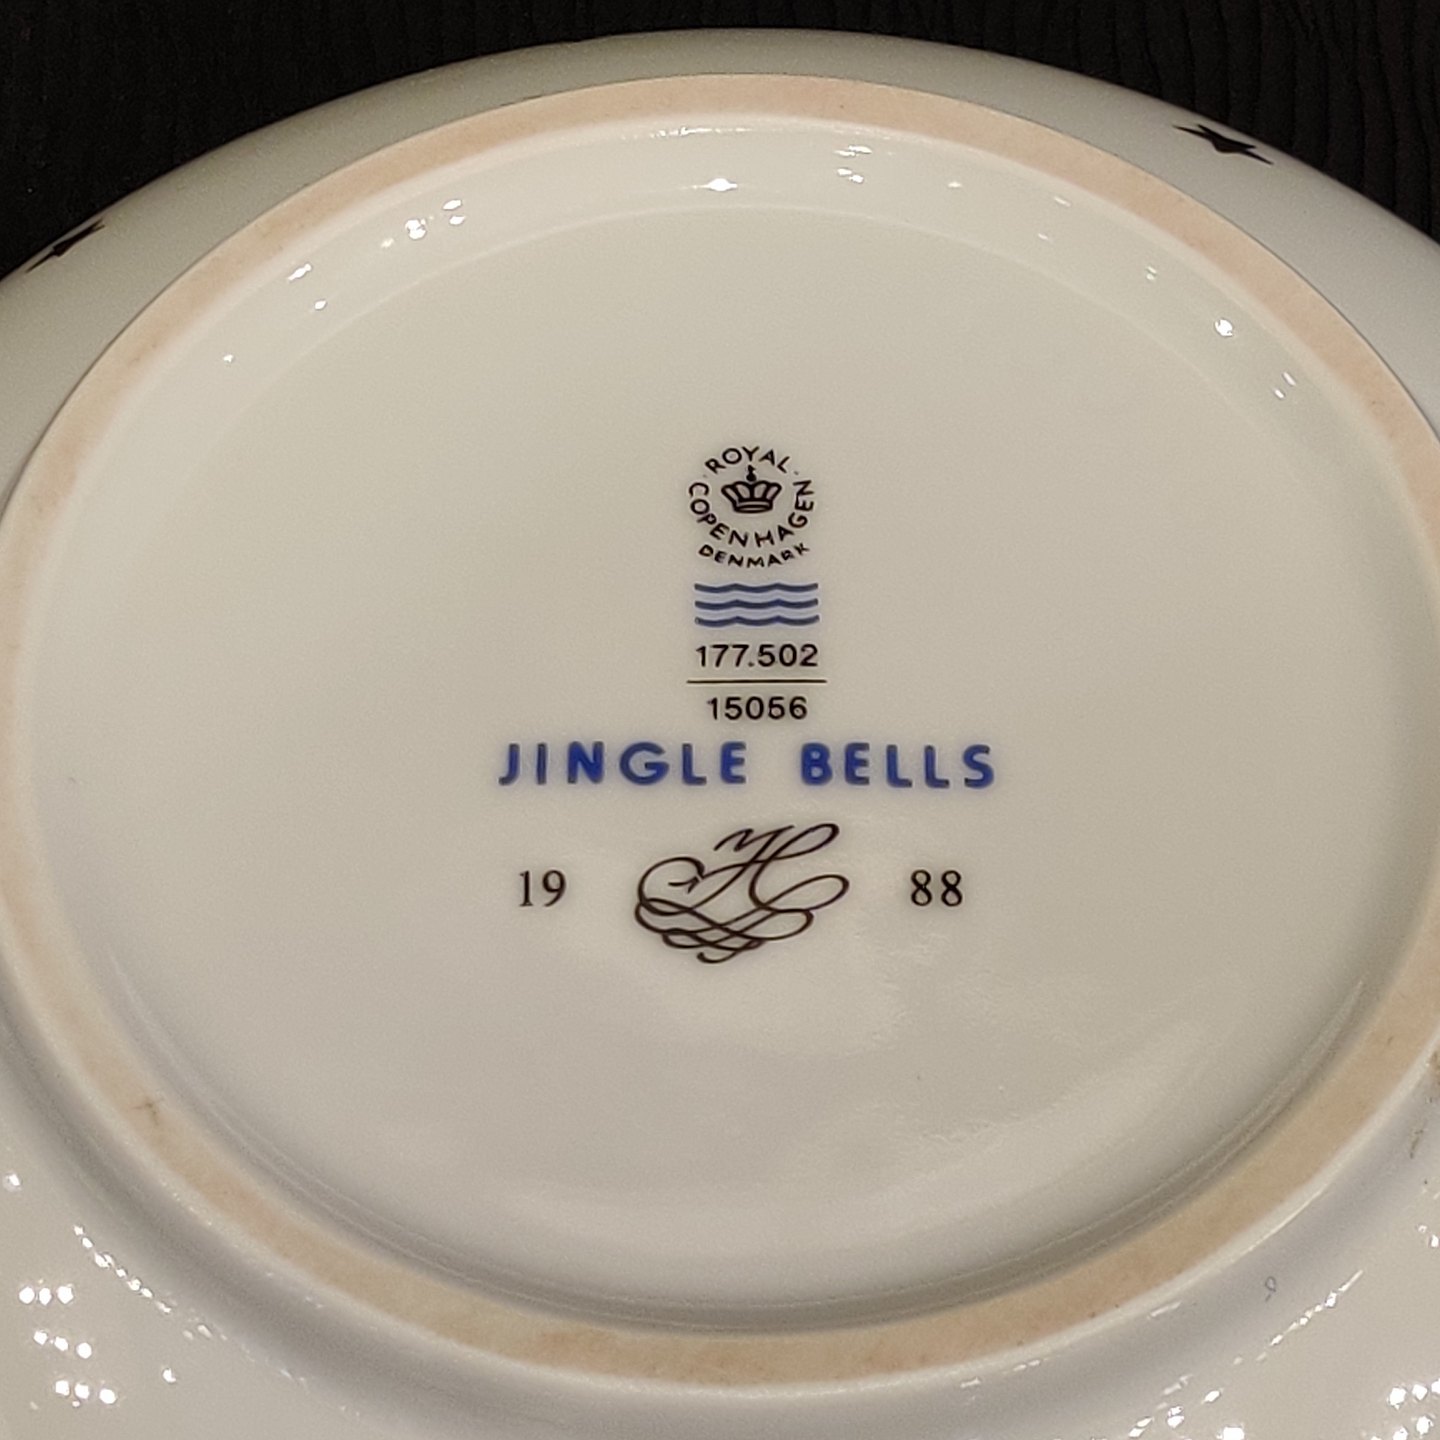 ROYAL
COPENHAGEN
DENMARK
177.502
15056
JINGLE BELLS
19 88